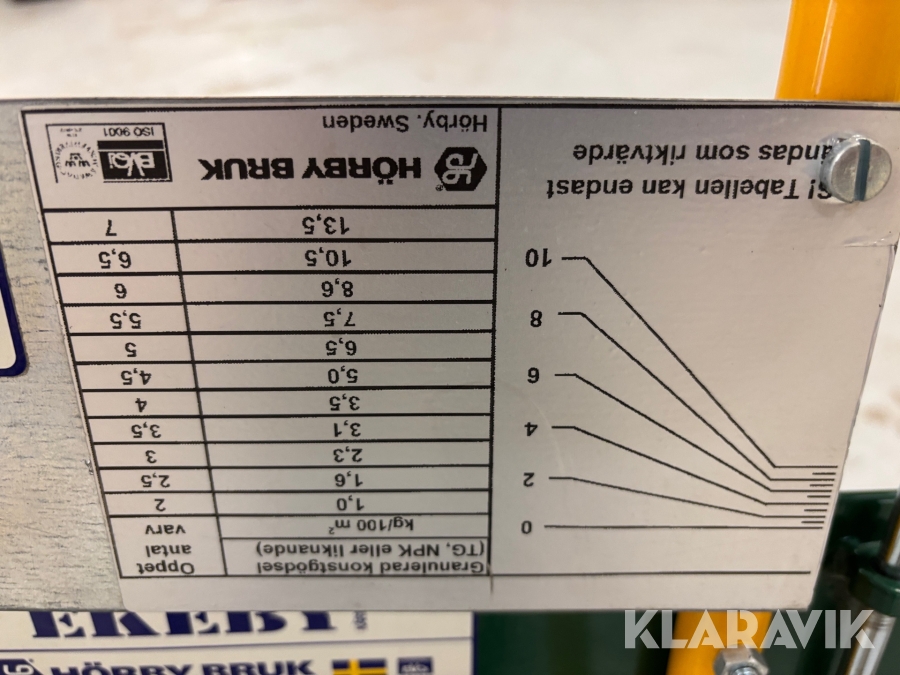 Granulerad konstgödsel
(TG, NPK eller liknande)
kg/100 m²
Öppet
antal
varv
1,0 2
1,6 2,5
2,3 3
3,1 3,5
3,5 4
5,0 4,5
6,5 5
7,5 5,5
8,6 6
10,5 6,5
13,5 7
0
2
4
6
8
10
S! Tabellen kan endast
andas som riktvärde
HÖRBY BRUK
Hörby. Sweden
ISO 9001
EKEBY
HÖRBY BRUK
KLARAVIK